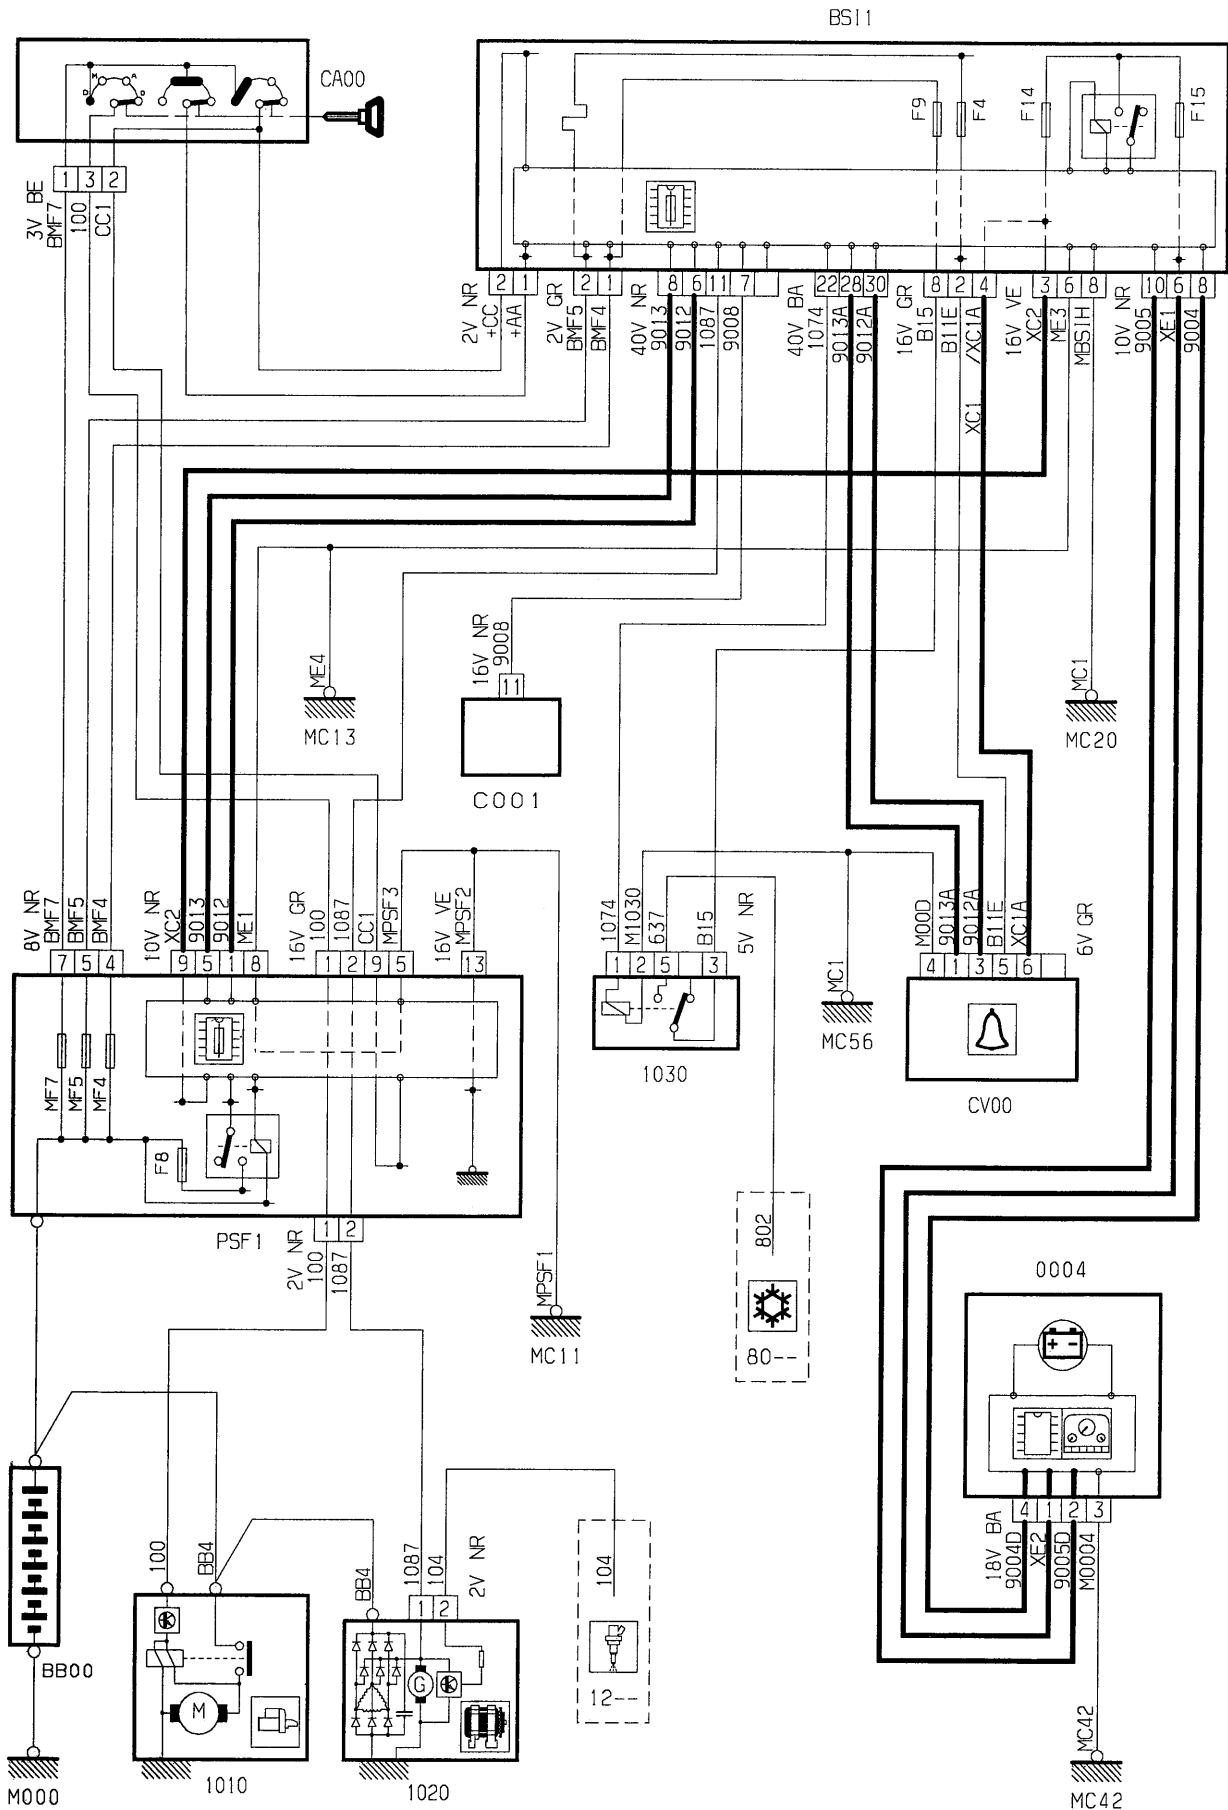 BSI1
CA00
M
A
D
D
F9
F4
F14
F15
1 3 2
3V BE
BMF7
100
CC1
2 1
2V NR
+CC
+AA
2 1
2V GR
BMF5
BMF4
8 6 11 7
40V NR
9013
9012
1087
9008
22 28 30
40V BA
1074
9013A
9012A
8 2 4
16V GR
B15
B11E
/XC1A
XC1
3 6 8
16V VE
XC2
ME3
MBSIH
10 6 8
10V NR
9005
XE1
9004
ME4
MC13
16V NR
9008
11
C001
MC1
MC20
8V NR
BMF7
BMF5
BMF4
7 5 4
10V NR
XC2
9013
9012
ME1
9 5 1 8
16V GR
100
1087
CC1
MPSF3
1 2 9 5
16V VE
MPSF2
13
1074
M1030
637
B15
5V NR
1 2 5 3
1030
MC1
MC56
M00D
9013A
9012A
B11E
XC1A
6V GR
4 1 3 5 6
CV00
MF7
MF5
MF4
F8
PSF1
1 2
2V NR
100
1087
MPSF1
MC11
802
80--
0004
+ -
4 1 2 3
18V BA
9004D
XE2
9005D
M0004
MC42
MC42
BB00
M000
100
BB4
M
1010
BB4
1087
104
2V NR
1 2
G
1020
104
12--